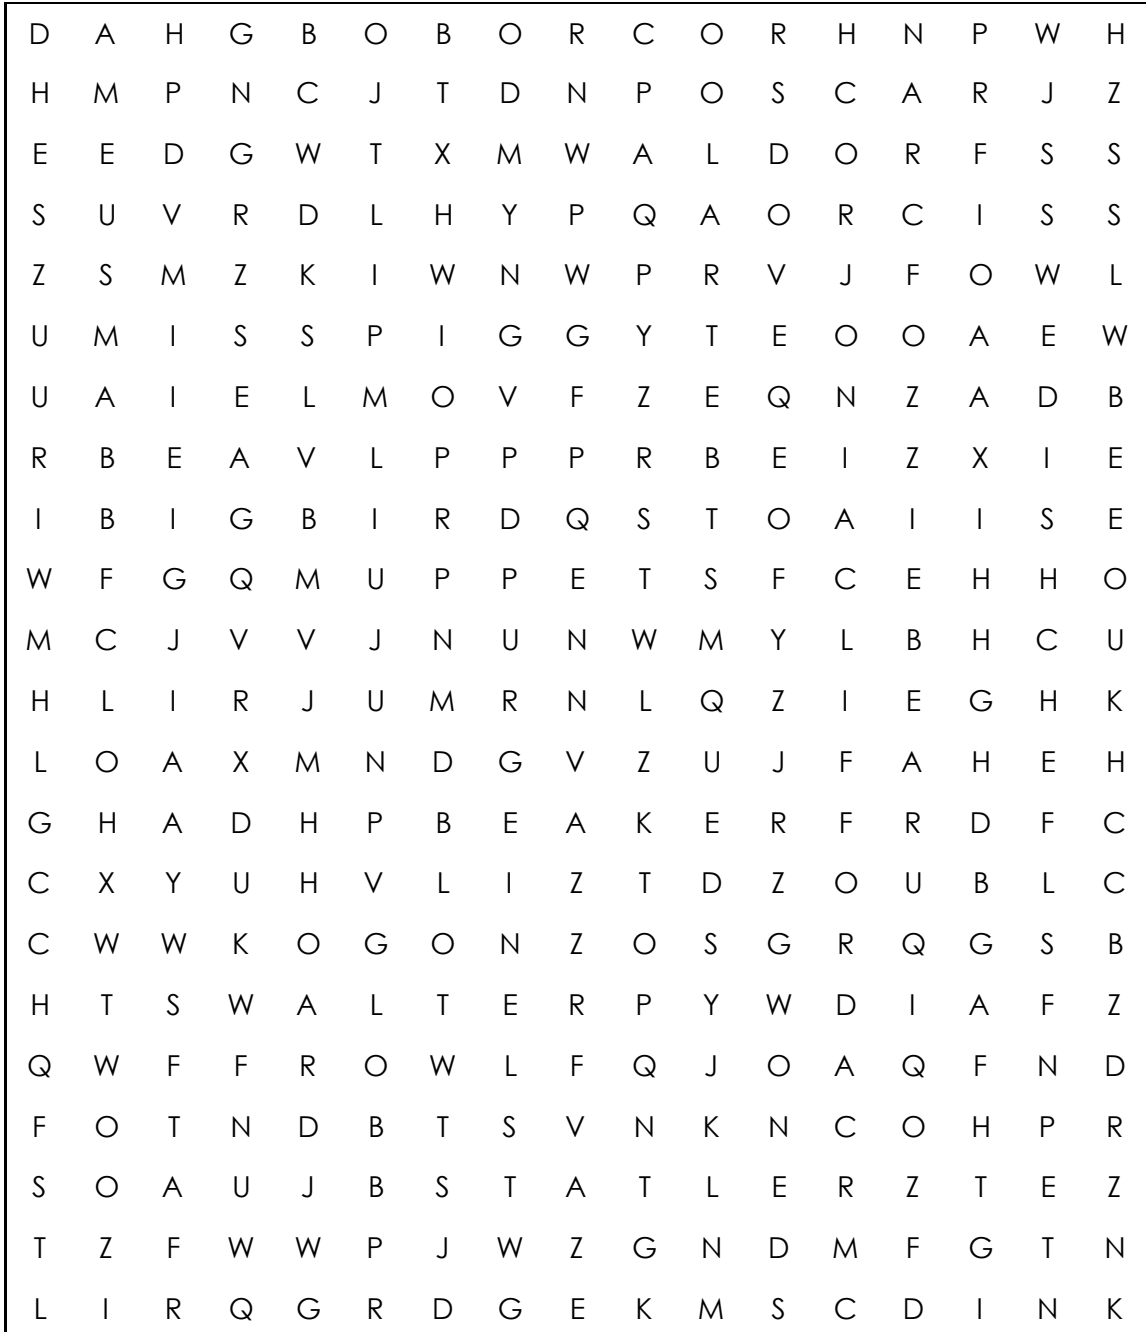 D A H G B O B O R C O R H N P W H
H M P N C J T D N P O S C A R J Z
E E D G W T X M W A L D O R F S S
S U V R D L H Y P Q A O R C I S S
Z S M Z K I W N W P R V J F O W L
U M I S S P I G G Y T E O O A E W
U A I E L M O V F Z E Q N Z A D B
R B E A V L P P P R B E I Z X I E
I B I G B I R D Q S T O A I I S E
W F G Q M U P P E T S F C E H H O
M C J V V J N U N W M Y L B H C U
H L I R J U M R N L Q Z I E G H K
L O A X M N D G V Z U J F A H E H
G H A D H P B E A K E R F R D F C
C X Y U H V L I Z T D Z O U B L C
C W W K O G O N Z O S G R Q G S B
H T S W A L T E R P Y W D I A F Z
Q W F F R O W L F Q J O A Q F N D
F O T N D B T S V N K N C O H P R
S O A U J B S T A T L E R Z T E Z
T Z F W W P J W Z G N D M F G T N
L I R Q G R D G E K M S C D I N K